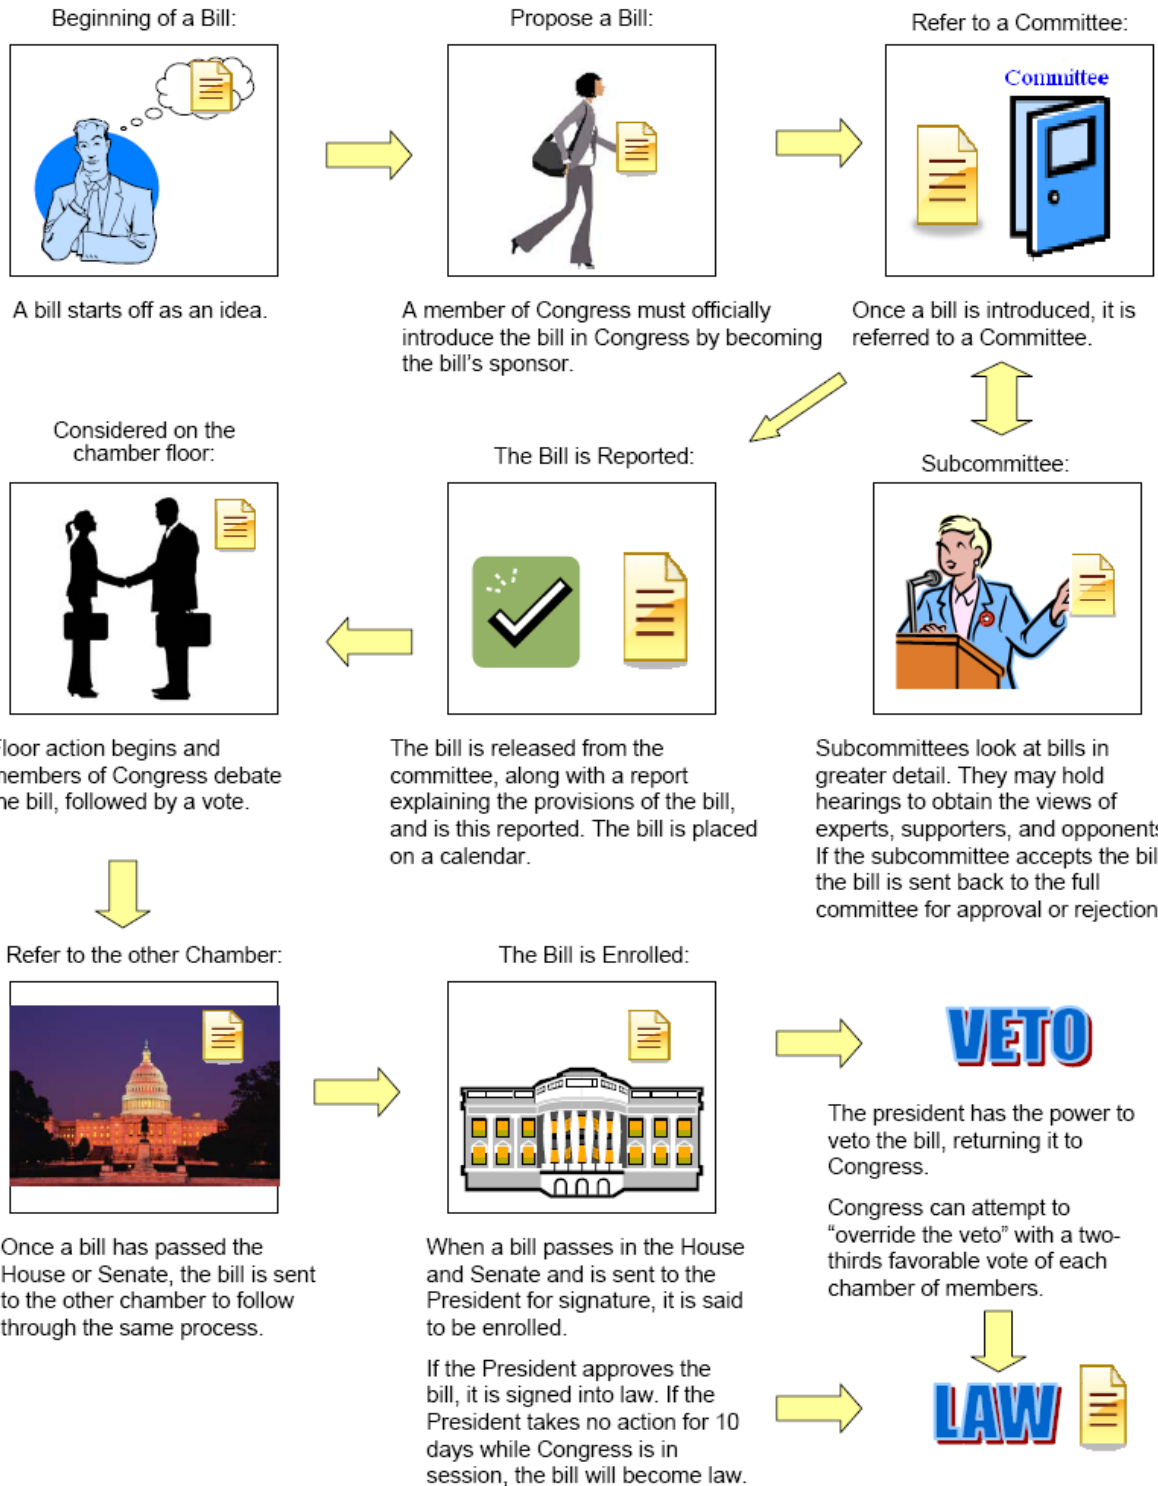 Beginning of a Bill:
Propose a Bill:
Refer to a Committee:
Committee
A bill starts off as an idea.
A member of Congress must officially
introduce the bill in Congress by becoming
the bill's sponsor.
Once a bill is introduced, it is
referred to a Committee.
Considered on the
chamber floor:
The Bill is Reported:
Subcommittee:
loor action begins and
nembers of Congress debate
he bill, followed by a vote.
The bill is released from the
committee, along with a report
explaining the provisions of the bill,
and is this reported. The bill is placed
on a calendar.
Subcommittees look at bills in
greater detail. They may hold
hearings to obtain the views of
experts, supporters, and opponents
If the subcommittee accepts the bil
the bill is sent back to the full
committee for approval or rejection
Refer to the other Chamber:
The Bill is Enrolled:
VETO
The president has the power to
veto the bill, returning it to
Congress.
Congress can attempt to
“override the veto” with a two-
thirds favorable vote of each
chamber of members.
Once a bill has passed the
House or Senate, the bill is sent
to the other chamber to follow
through the same process.
When a bill passes in the House
and Senate and is sent to the
President for signature, it is said
to be enrolled.
If the President approves the
bill, it is signed into law. If the
President takes no action for 10
days while Congress is in
session, the bill will become law.
LAW